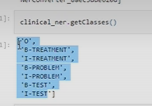 clinical_ner.getClasses()
'O',
'B-TREATMENT',
'I-TREATMENT',
'B-PROBLEM',
'I-PROBLEM',
'B-TEST',
'I-TEST']